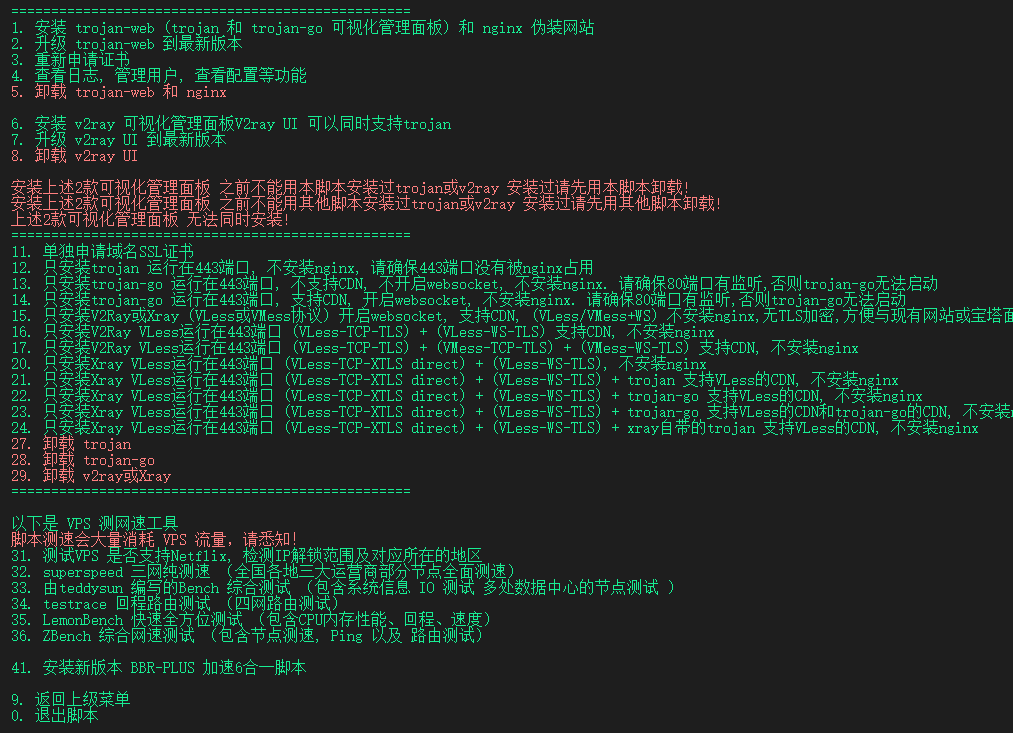 ==================================================
1. 安装 trojan-web (trojan 和 trojan-go 可视化管理面板) 和 nginx 伪装网站
2. 升级 trojan-web 到最新版本
3. 重新申请证书
4. 查看日志, 管理用户, 查看配置等功能
5. 卸载 trojan-web 和 nginx
6. 安装 v2ray 可视化管理面板V2ray UI 可以同时支持trojan
7. 升级 v2ray UI 到最新版本
8. 卸载 v2ray UI
安装上述2款可视化管理面板 之前不能用本脚本安装过trojan或v2ray 安装过请先用本脚本卸载!
安装上述2款可视化管理面板 之前不能用其他脚本安装过trojan或v2ray 安装过请先用其他脚本卸载!
上述2款可视化管理面板 无法同时安装!
==================================================
11. 单独申请域名SSL证书
12. 只安装trojan 运行在443端口, 不安装nginx, 请确保443端口没有被nginx占用
13. 只安装trojan-go 运行在443端口, 不支持CDN, 不开启websocket, 不安装nginx. 请确保80端口有监听,否则trojan-go无法启动
14. 只安装trojan-go 运行在443端口, 支持CDN, 开启websocket, 不安装nginx. 请确保80端口有监听,否则trojan-go无法启动
15. 只安装V2Ray或Xray (VLess或VMess协议) 开启websocket, 支持CDN, (VLess/VMess+WS) 不安装nginx,无TLS加密,方便与现有网站或宝塔面
16. 只安装V2Ray VLess运行在443端口 (VLess-TCP-TLS) + (VLess-WS-TLS) 支持CDN, 不安装nginx
17. 只安装V2Ray VLess运行在443端口 (VLess-TCP-TLS) + (VMess-TCP-TLS) + (VMess-WS-TLS) 支持CDN, 不安装nginx
20. 只安装Xray VLess运行在443端口 (VLess-TCP-XTLS direct) + (VLess-WS-TLS), 不安装nginx
21. 只安装Xray VLess运行在443端口 (VLess-TCP-XTLS direct) + (VLess-WS-TLS) + trojan 支持VLess的CDN, 不安装nginx
22. 只安装Xray VLess运行在443端口 (VLess-TCP-XTLS direct) + (VLess-WS-TLS) + trojan-go 支持VLess的CDN, 不安装nginx
23. 只安装Xray VLess运行在443端口 (VLess-TCP-XTLS direct) + (VLess-WS-TLS) + trojan-go 支持VLess的CDN和trojan-go的CDN, 不安装
24. 只安装Xray VLess运行在443端口 (VLess-TCP-XTLS direct) + (VLess-WS-TLS) + xray自带的trojan 支持VLess的CDN, 不安装nginx
27. 卸载 trojan
28. 卸载 trojan-go
29. 卸载 v2ray或Xray
==================================================
以下是 VPS 测网速工具
脚本测速会大量消耗 VPS 流量，请悉知!
31. 测试VPS 是否支持Netflix, 检测IP解锁范围及对应所在的地区
32. superspeed 三网纯测速 （全国各地三大运营商部分节点全面测速）
33. 由teddysun 编写的Bench 综合测试 （包含系统信息 IO 测试 多处数据中心的节点测试 ）
34. testrace 回程路由测试 （四网路由测试）
35. LemonBench 快速全方位测试 （包含CPU内存性能、回程、速度）
36. ZBench 综合网速测试 （包含节点测速, Ping 以及 路由测试）
41. 安装新版本 BBR-PLUS 加速6合一脚本
9. 返回上级菜单
0. 退出脚本